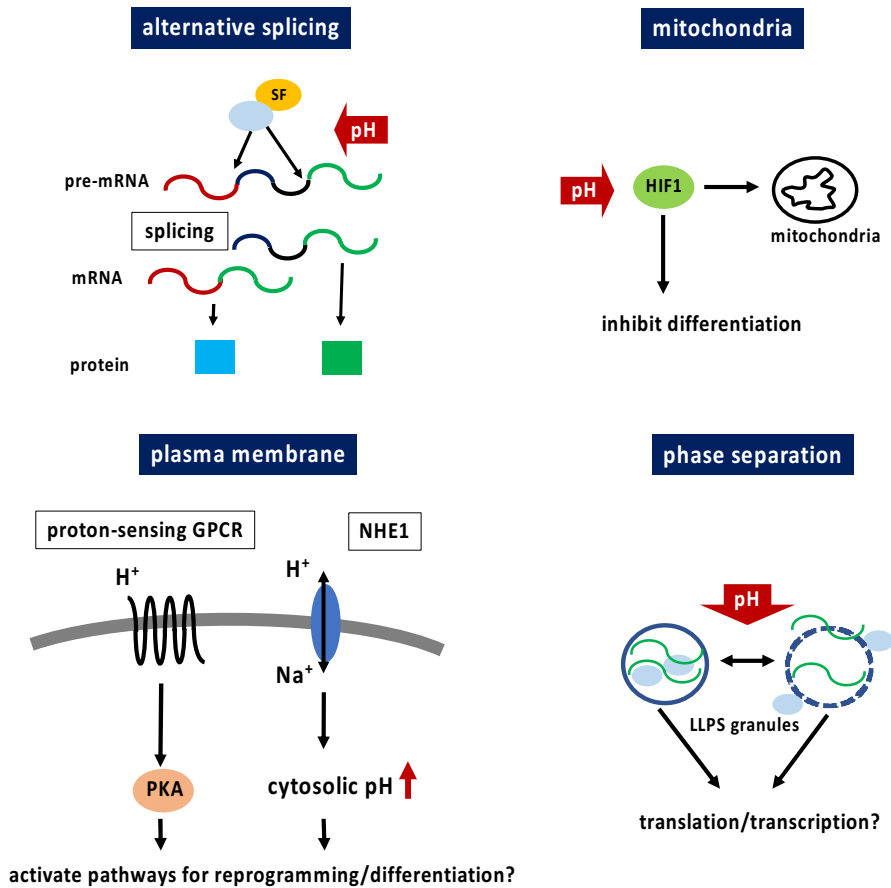 alternative splicing
SF
pH
pre-mRNA
splicing
mRNA
protein
mitochondria
pH
HIF1
mitochondria
inhibit differentiation
plasma membrane
proton-sensing GPCR
NHE1
H⁺
H⁺
Na⁺
PKA
cytosolic pH
activate pathways for reprogramming/differentiation?
phase separation
pH
LLPS granules
translation/transcription?